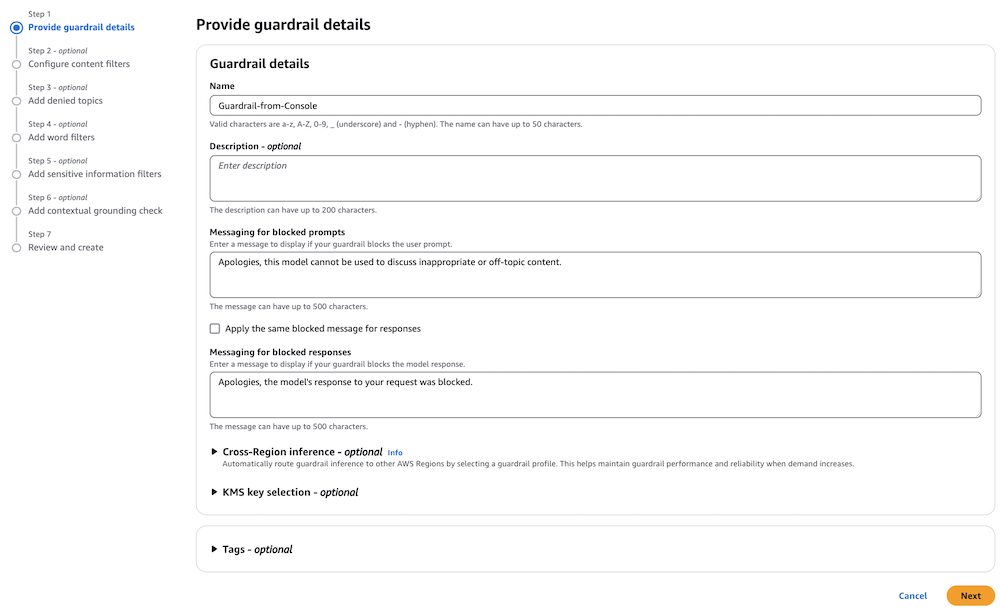 Step 1
Provide guardrail details
Step 2 - optional
Configure content filters
Step 3 - optional
Add denied topics
Step 4 - optional
Add word filters
Step 5 - optional
Add sensitive information filters
Step 6 - optional
Add contextual grounding check
Step 7
Review and create
Provide guardrail details
Guardrail details
Name
Guardrail-from-Console
Valid characters are a-z, A-Z, 0-9, _ (underscore) and - (hyphen). The name can have up to 50 characters.
Description - optional
Enter description
The description can have up to 200 characters.
Messaging for blocked prompts
Enter a message to display if your guardrail blocks the user prompt.
Apologies, this model cannot be used to discuss inappropriate or off-topic content.
The message can have up to 500 characters.
Apply the same blocked message for responses
Messaging for blocked responses
Enter a message to display if your guardrail blocks the model response.
Apologies, the model's response to your request was blocked.
The message can have up to 500 characters.
Cross-Region inference - optional Info
Automatically route guardrail inference to other AWS Regions by selecting a guardrail profile. This helps maintain guardrail performance and reliability when demand increases.
KMS key selection - optional
Tags - optional
Cancel Next